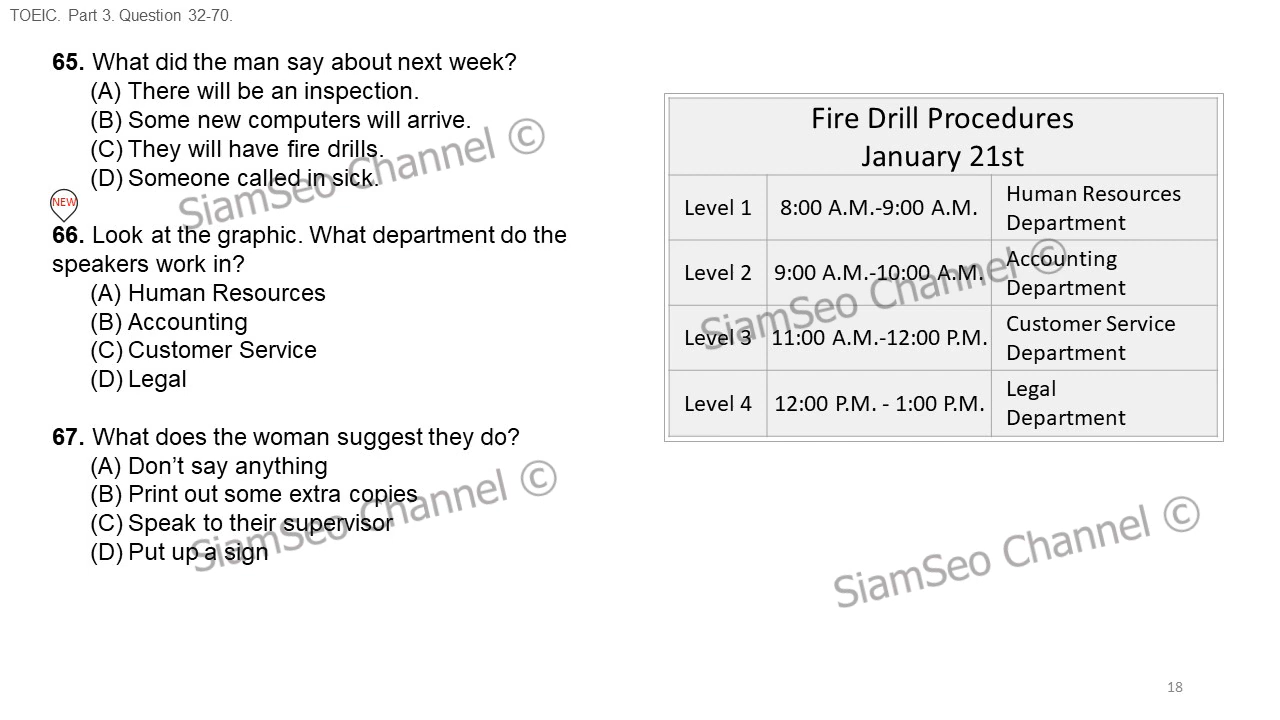 TOEIC. Part 3. Question 32-70.
65. What did the man say about next week?
(A) There will be an inspection.
(B) Some new computers will arrive.
(C) They will have fire drills.
(D) Someone called in sick.
NEW
66. Look at the graphic. What department do the
speakers work in?
(A) Human Resources
(B) Accounting
(C) Customer Service
(D) Legal
67. What does the woman suggest they do?
(A) Don’t say anything
(B) Print out some extra copies
(C) Speak to their supervisor
(D) Put up a sign
Fire Drill Procedures
January 21st
Level 1 8:00 A.M.-9:00 A.M. Human Resources
Department
Level 2 9:00 A.M.-10:00 A.M. Accounting
Department
Level 3 11:00 A.M.-12:00 P.M. Customer Service
Department
Level 4 12:00 P.M. - 1:00 P.M. Legal
Department
SiamSeo Channel ©
SiamSeo Channel ©
SiamSeo Channel ©
SiamSeo Channel ©
18